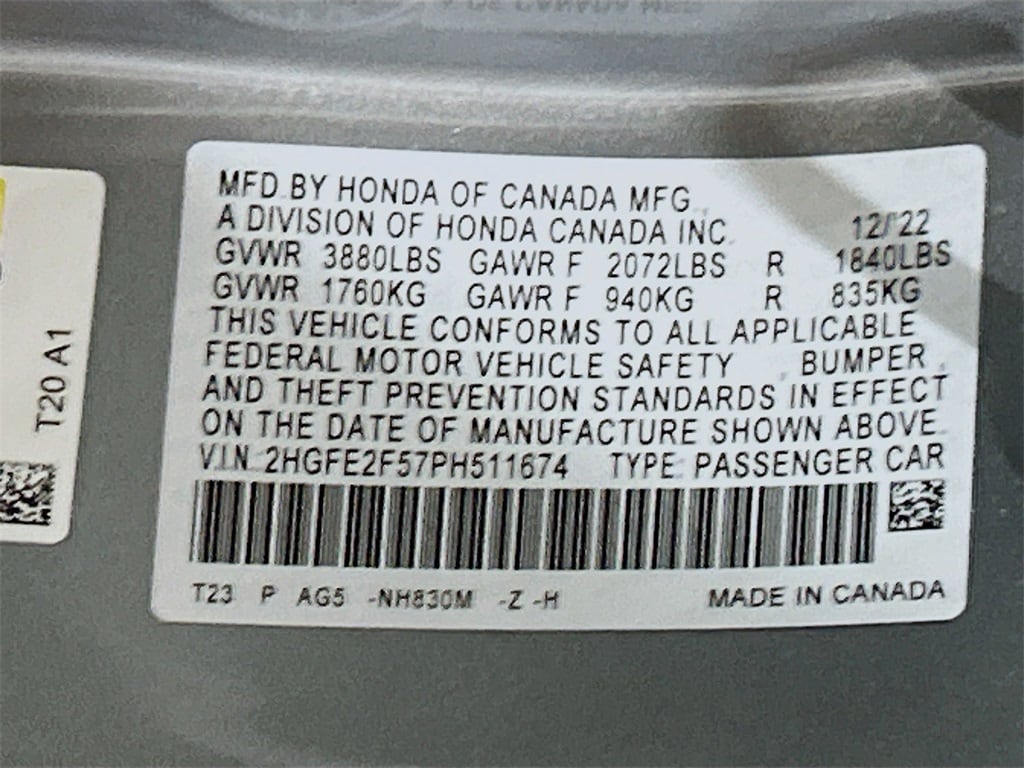 MFD. BY HONDA OF CANADA MFG.,
A DIVISION OF HONDA CANADA INC. 12/'22
GVWR 3880LBS GAWR F 2072LBS R 1840LBS
GVWR 1760KG GAWR F 940KG R 835KG
THIS VEHICLE CONFORMS TO ALL APPLICABLE
FEDERAL MOTOR VEHICLE SAFETY , BUMPER ,
AND THEFT PREVENTION STANDARDS IN EFFECT
ON THE DATE OF MANUFACTURE SHOWN ABOVE.
V.I.N. 2HGFE2F57PH511674 TYPE: PASSENGER CAR
T23 P AG5 -NH830M -Z -H MADE IN CANADA
T20 A1